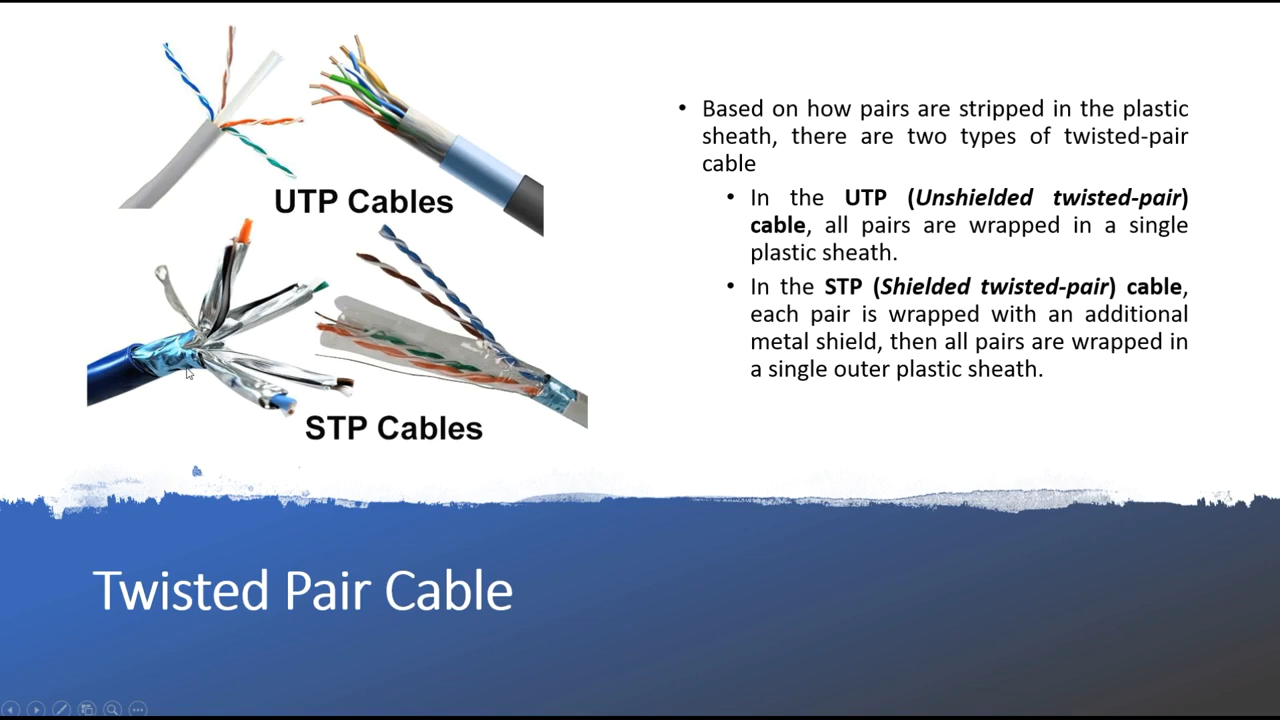 UTP Cables
STP Cables
• Based on how pairs are stripped in the plastic
sheath, there are two types of twisted-pair
cable
• In the UTP (Unshielded twisted-pair)
cable, all pairs are wrapped in a single
plastic sheath.
• In the STP (Shielded twisted-pair) cable,
each pair is wrapped with an additional
metal shield, then all pairs are wrapped in
a single outer plastic sheath.
Twisted Pair Cable